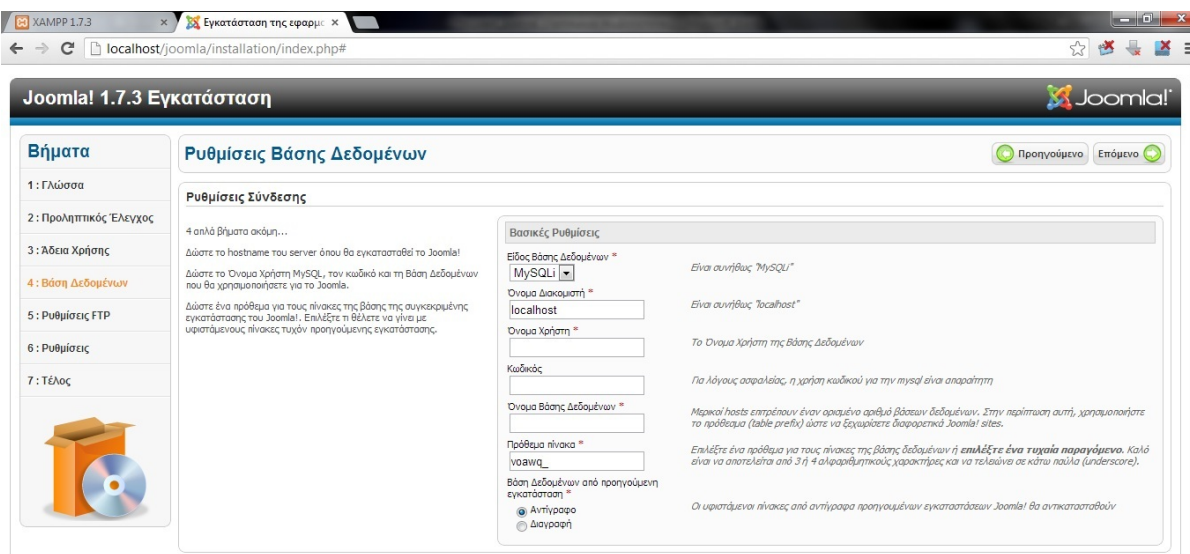 XAMPP 1.7.3
Εγκατάσταση της εφαρμο
localhost/joomla/installation/index.php#
Joomla! 1.7.3 Εγκατάσταση
Joomla!
Βήματα
1 : Γλώσσα
2 : Προληπτικός Έλεγχος
3 : Άδεια Χρήσης
4 : Βάση Δεδομένων
5 : Ρυθμίσεις FTP
6 : Ρυθμίσεις
7 : Τέλος
Ρυθμίσεις Βάσης Δεδομένων
Προηγούμενο
Επόμενο
Ρυθμίσεις Σύνδεσης
4 απλά βήματα ακόμη...
Δώστε το hostname του server όπου θα εγκατασταθεί το Joomla!
Δώστε το Όνομα Χρήστη MySQL, τον κωδικό και τη Βάση Δεδομένων
που θα χρησιμοποιήσετε για το Joomla.
Δώστε ένα πρόθεμα για τους πίνακες της βάσης της συγκεκριμένης
εγκατάστασης του Joomla!. Επιλέξτε τι θέλετε να γίνει με
υφιστάμενους πίνακες τυχόν προηγούμενης εγκατάστασης.
Βασικές Ρυθμίσεις
Είδος Βάσης Δεδομένων *
MySQLi
Είναι συνήθως "MySQLi"
Όνομα Διακομιστή *
localhost
Είναι συνήθως "localhost"
Όνομα Χρήστη *
Το Όνομα Χρήστη της Βάσης Δεδομένων
Κωδικός
Για λόγους ασφαλείας, η χρήση κωδικού για την mysql είναι απαραίτητη
Όνομα Βάσης Δεδομένων *
Μερικοί hosts επιτρέπουν έναν ορισμένο αριθμό βάσεων δεδομένων. Στην περίπτωση αυτή, χρησιμοποιήστε
το πρόθεμα (table prefix) ώστε να ξεχωρίσετε διαφορετικά Joomla! sites.
Πρόθεμα πίνακα *
voawq_
Επιλέξτε ένα πρόθεμα για τους πίνακες της βάσης δεδομένων ή επιλέξτε ένα τυχαία παραγόμενο. Καλό
είναι να αποτελείται από 3 ή 4 αλφαριθμητικούς χαρακτήρες και να τελειώνει σε κάτω παύλα (underscore).
Βάση Δεδομένων από προηγούμενη
εγκατάσταση *
Αντίγραφο
Διαγραφή
Οι υφιστάμενοι πίνακες από αντίγραφα προηγουμένων εγκαταστάσεων Joomla! θα αντικατασταθούν